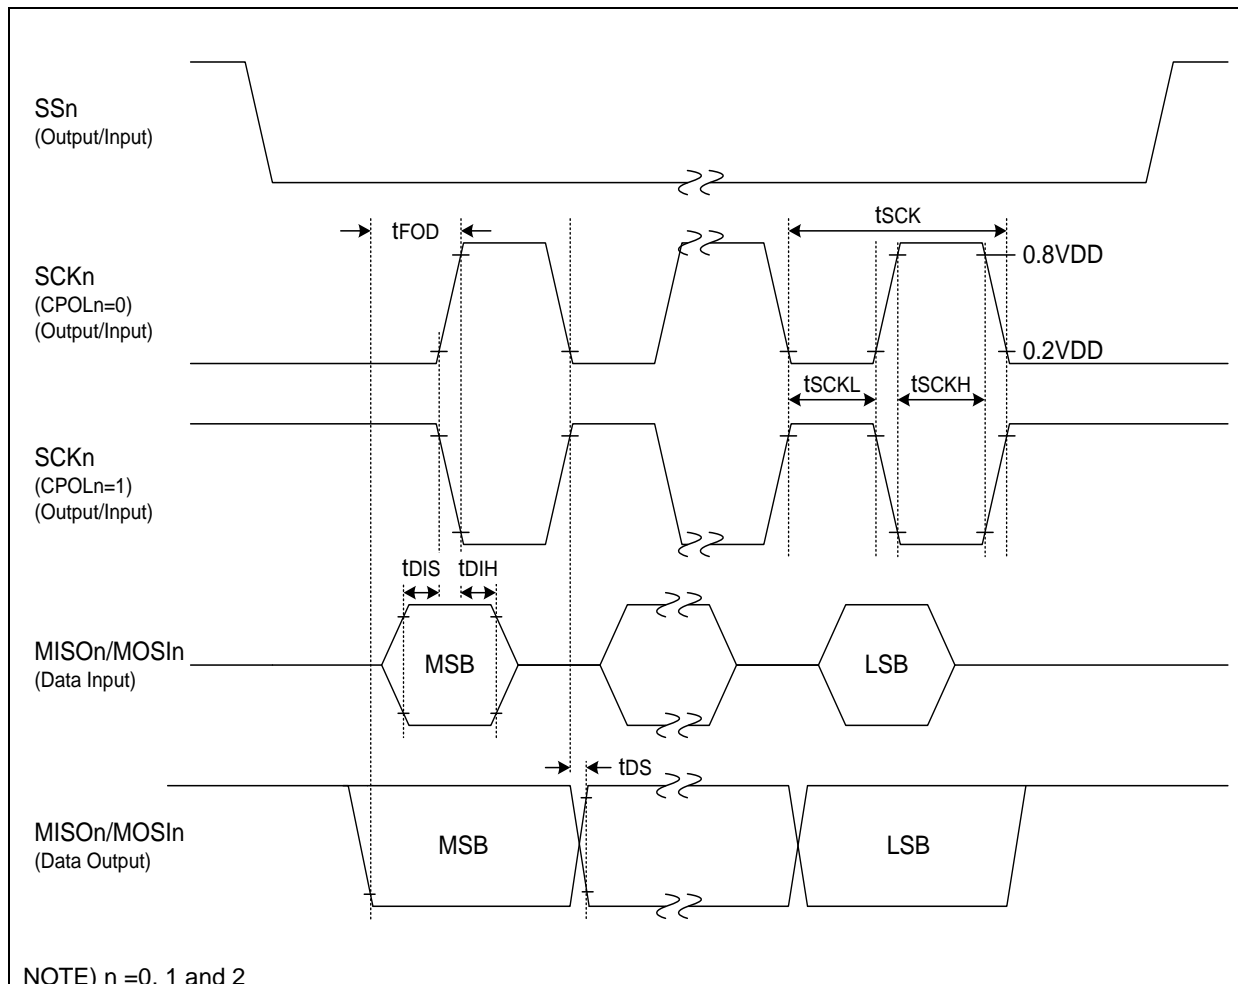 SSn
(Output/Input)
tSCK
tFOD
0.8VDD
SCKn
(CPOLn=0)
(Output/Input)
0.2VDD
tSCKL
tSCKH
SCKn
(CPOLn=1)
(Output/Input)
tDIS
tDIH
MISOn/MOSIn
(Data Input)
MSB
LSB
tDS
MISOn/MOSIn
(Data Output)
MSB
LSB
NOTE) n =0, 1 and 2